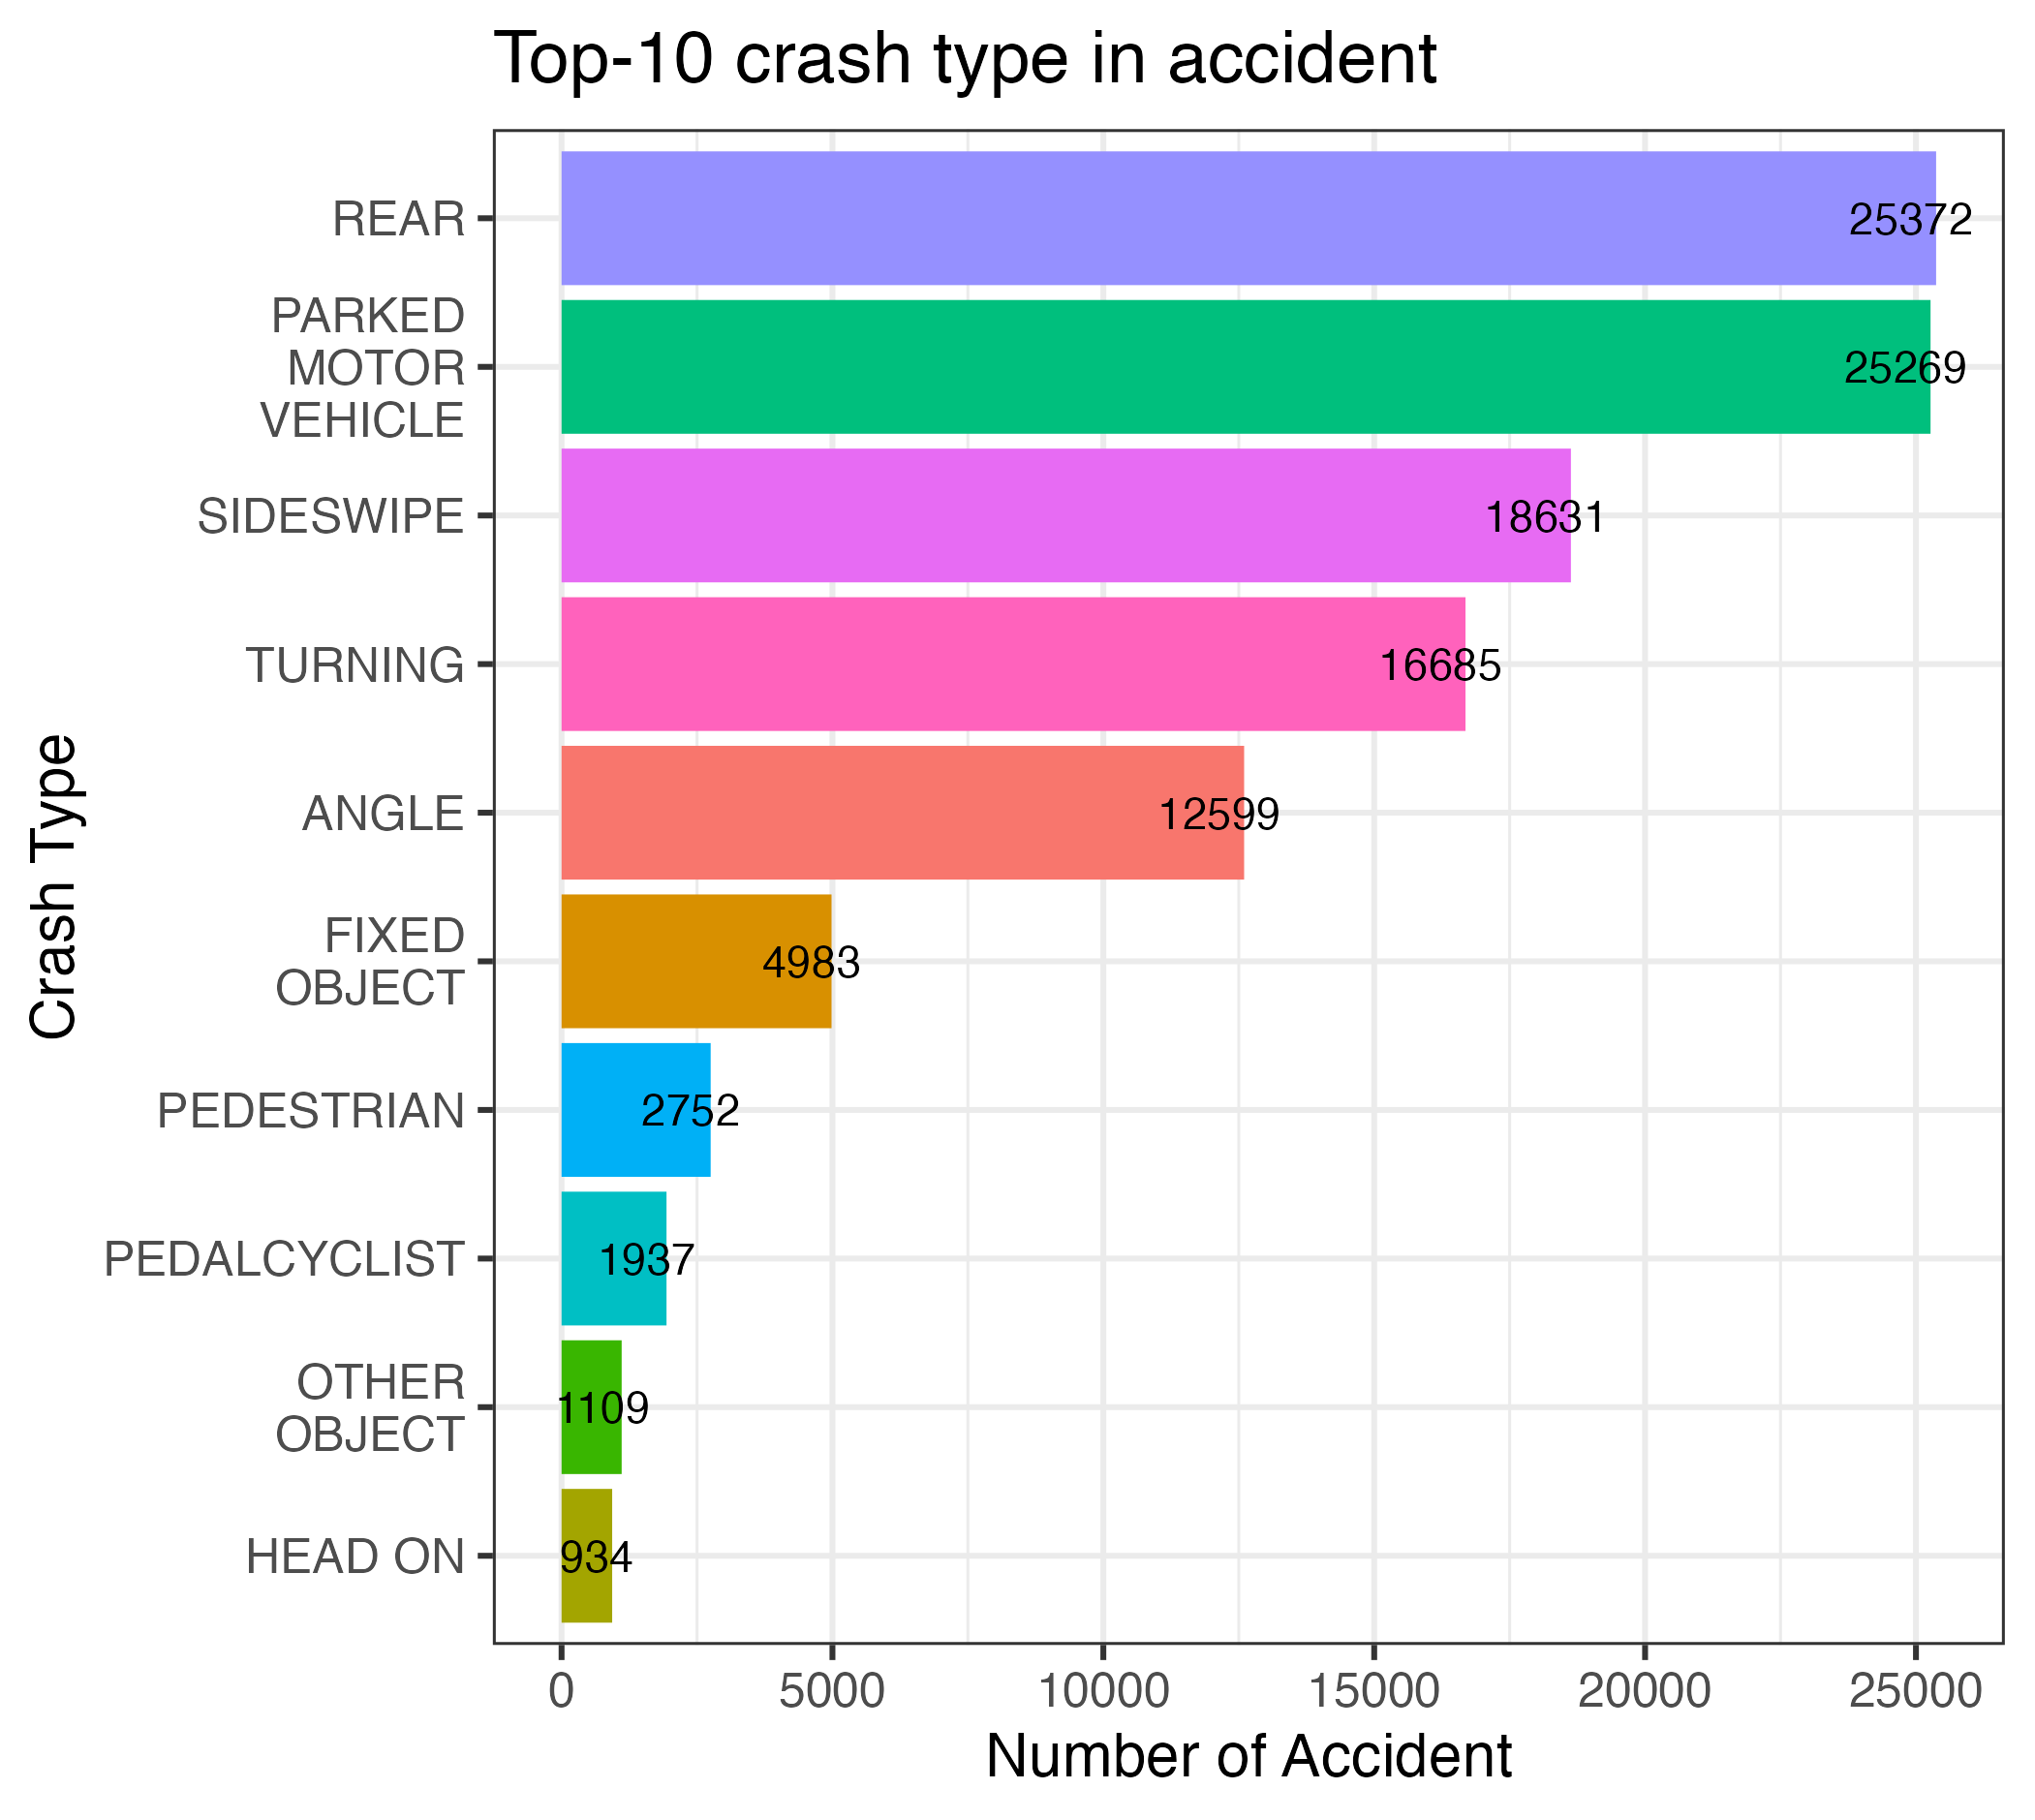 Top-10 crash type in accident
Crash Type
REAR
25372
PARKED
MOTOR
VEHICLE
25269
SIDESWIPE
18631
TURNING
16685
ANGLE
12599
FIXED
OBJECT
4983
PEDESTRIAN
2752
PEDALCYCLIST
1937
OTHER
OBJECT
1109
HEAD ON
934
0 5000 10000 15000 20000 25000
Number of Accident